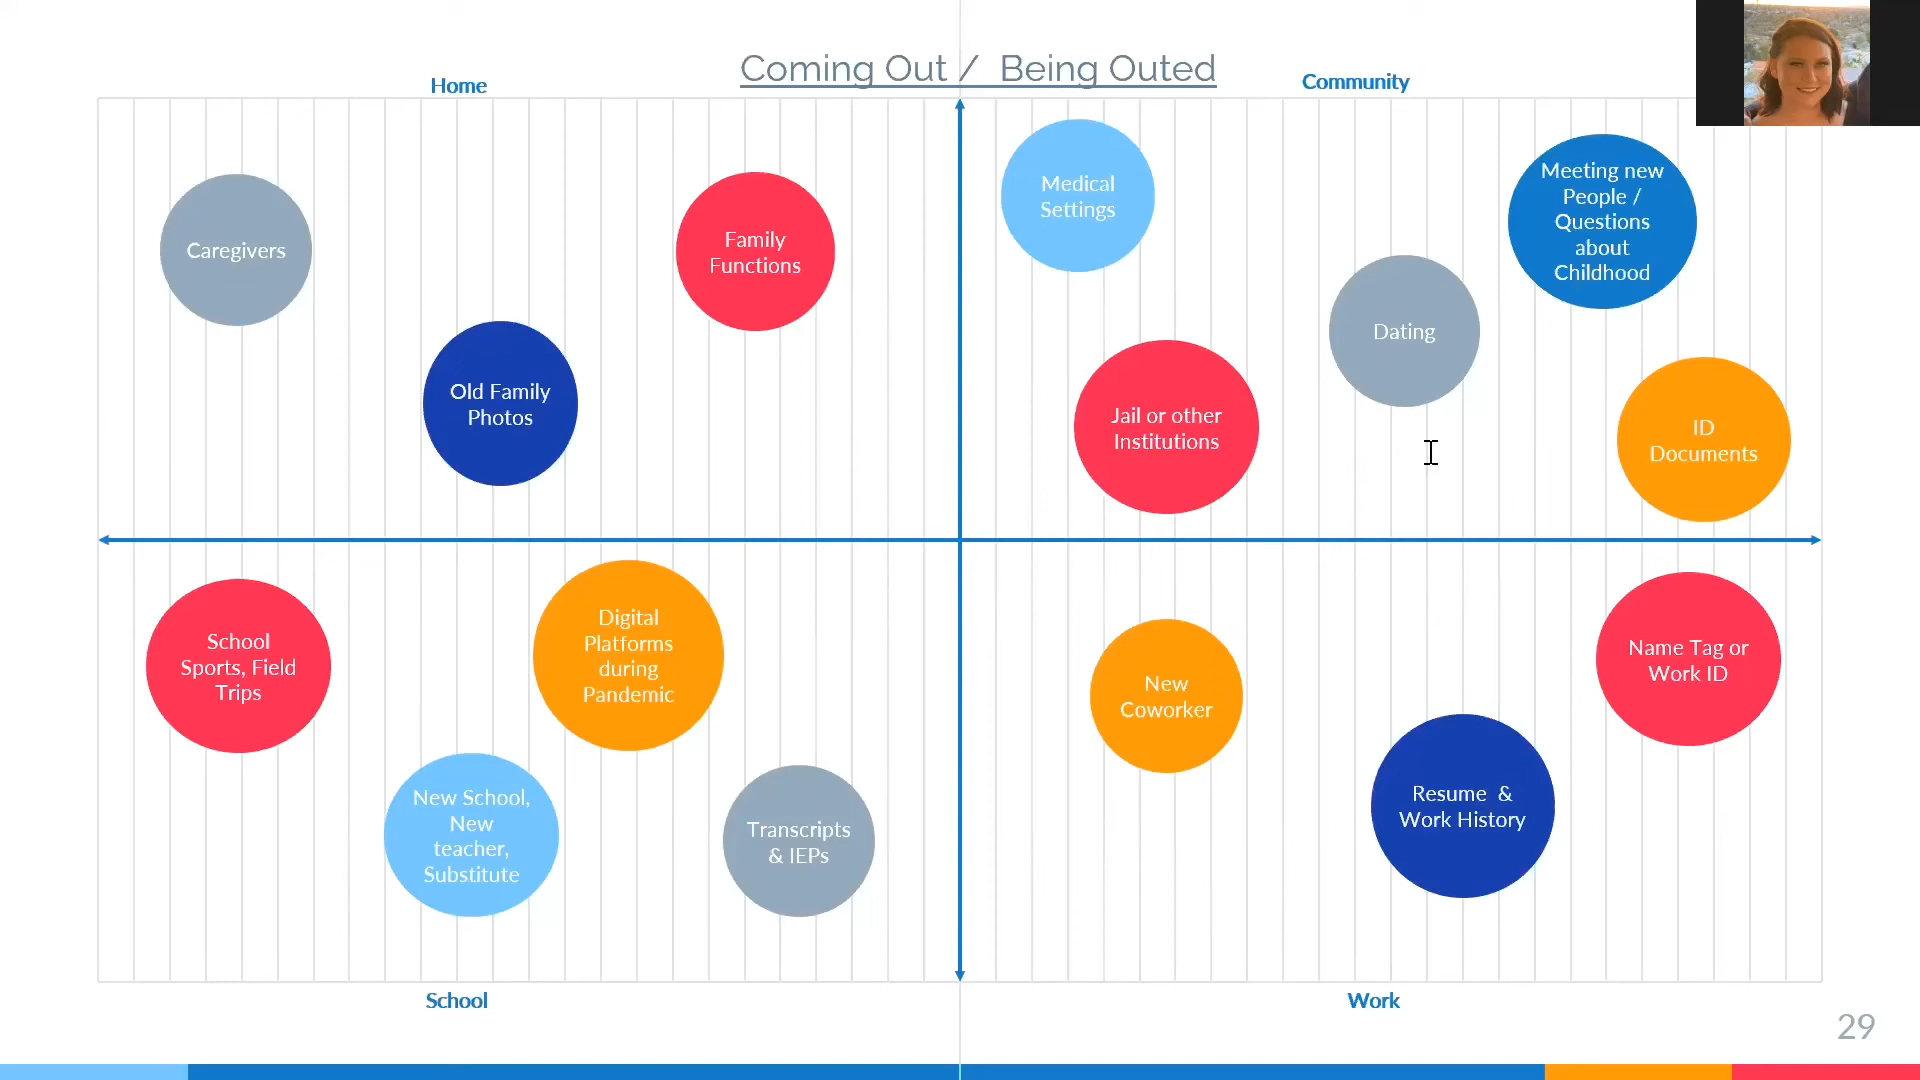 Coming Out / Being Outed
Home
Community
Caregivers
Family
Functions
Old Family
Photos
Medical
Settings
Meeting new
People /
Questions
about
Childhood
Dating
Jail or other
Institutions
ID
Documents
School
Sports, Field
Trips
Digital
Platforms
during
Pandemic
New School,
New
teacher,
Substitute
Transcripts
& IEPs
New
Coworker
Name Tag or
Work ID
Resume &
Work History
School
Work
29